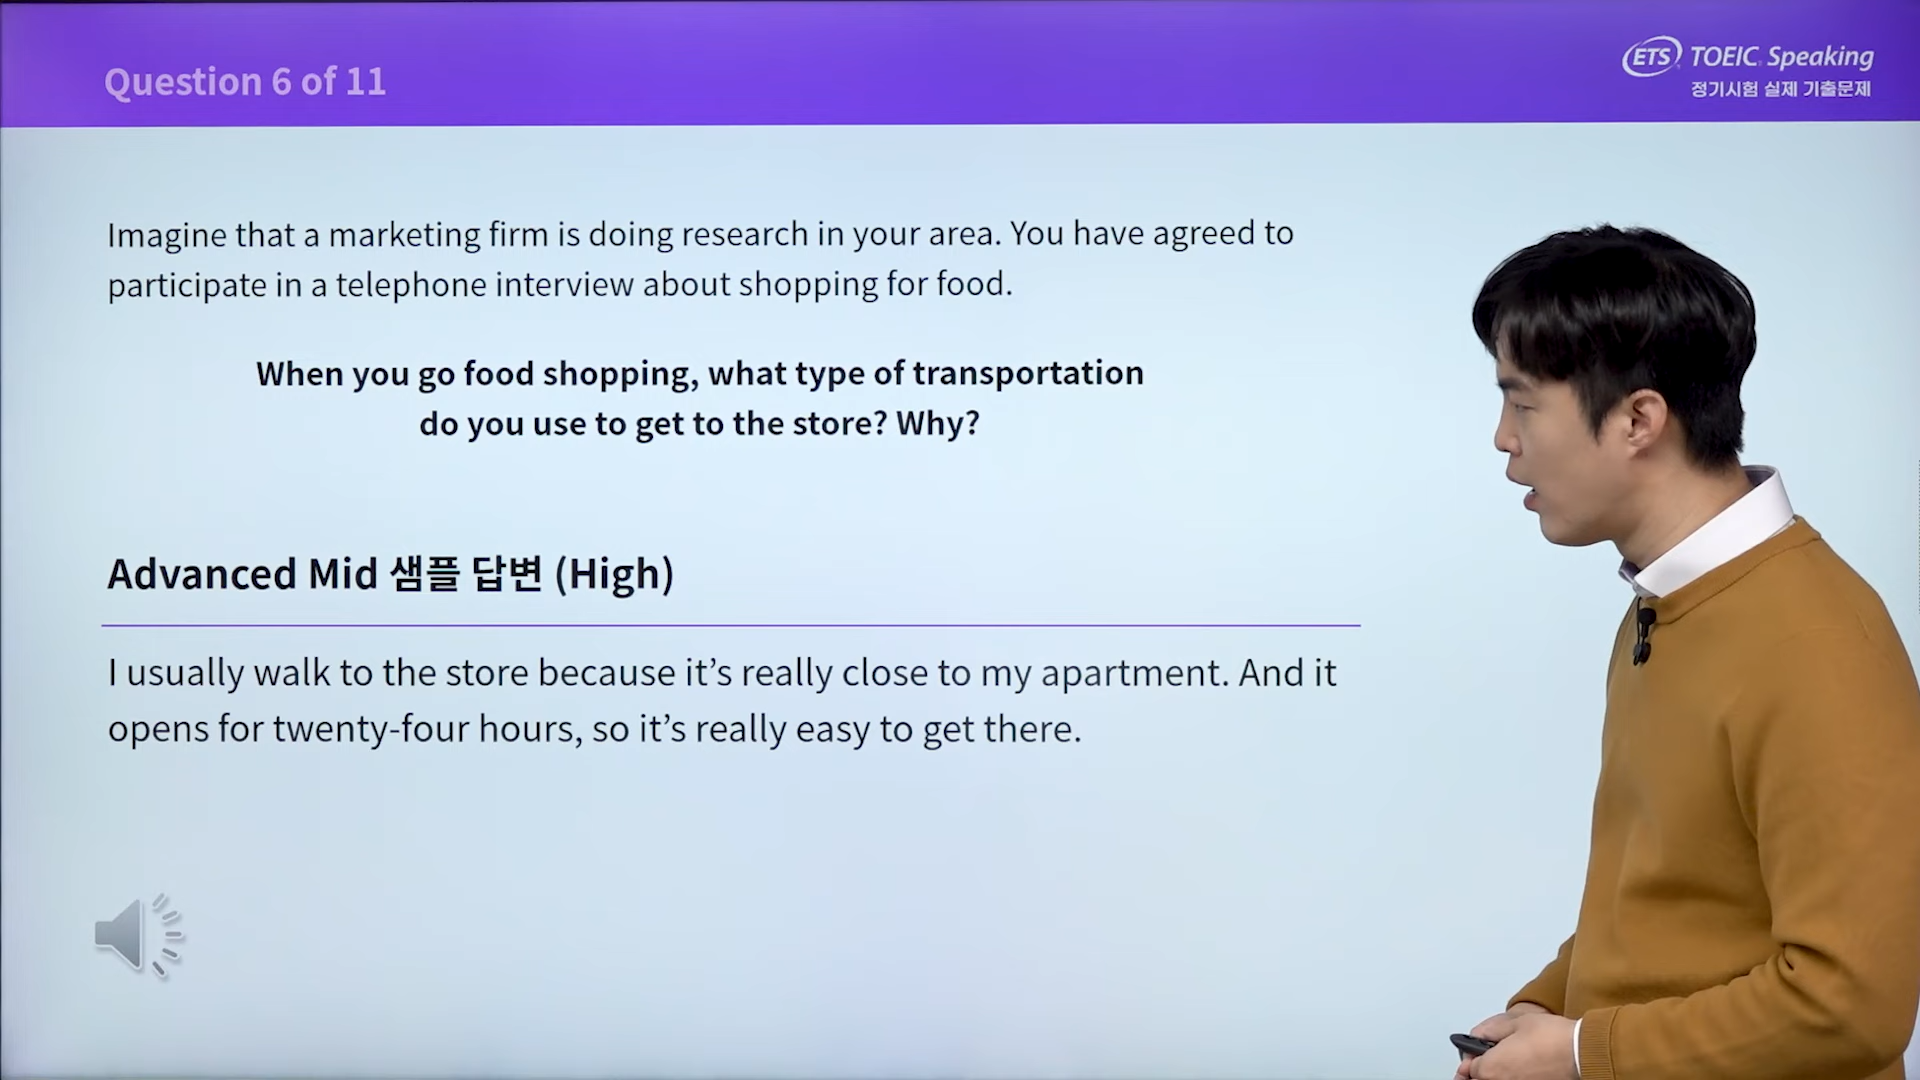 Question 6 of 11
ETS TOEIC Speaking
정기시험 실제 기출문제
Imagine that a marketing firm is doing research in your area. You have agreed to
participate in a telephone interview about shopping for food.
When you go food shopping, what type of transportation
do you use to get to the store? Why?
Advanced Mid 샘플 답변 (High)
I usually walk to the store because it’s really close to my apartment. And it
opens for twenty-four hours, so it’s really easy to get there.